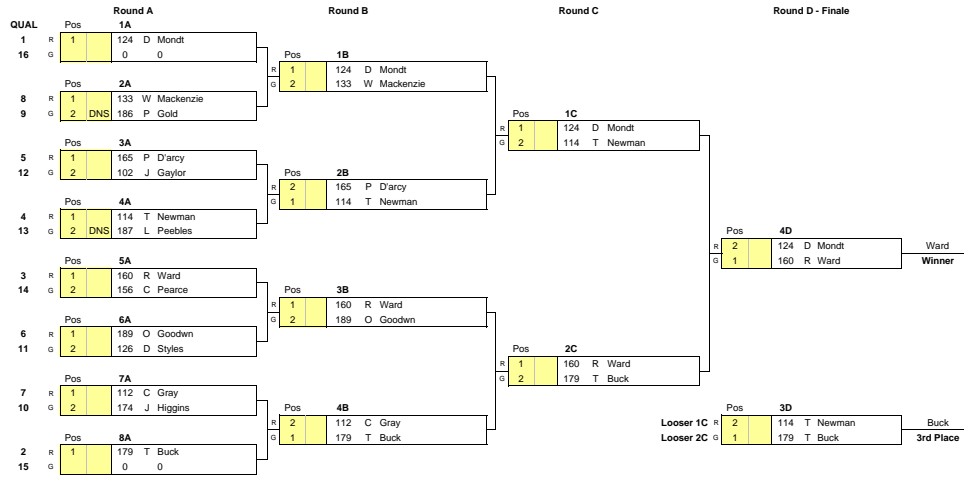 Round A Round B Round C Round D - Finale
QUAL Pos 1A
1 R 1 124 D Mondt
16 G 0 0
Pos 2A
8 R 1 133 W Mackenzie
9 G 2 DNS 186 P Gold
Pos 3A
5 R 1 165 P D'arcy
12 G 2 102 J Gaylor
Pos 4A
4 R 1 114 T Newman
13 G 2 DNS 187 L Peebles
Pos 5A
3 R 1 160 R Ward
14 G 2 156 C Pearce
Pos 6A
6 R 1 189 O Goodwn
11 G 2 126 D Styles
Pos 7A
7 R 1 112 C Gray
10 G 2 174 J Higgins
Pos 8A
2 R 1 179 T Buck
15 G 0 0
Pos 1B
R 1 124 D Mondt
G 2 133 W Mackenzie
Pos 2B
R 2 165 P D'arcy
G 1 114 T Newman
Pos 3B
R 1 160 R Ward
G 2 189 O Goodwn
Pos 4B
R 2 112 C Gray
G 1 179 T Buck
Pos 1C
R 1 124 D Mondt
G 2 114 T Newman
Pos 2C
R 1 160 R Ward
G 2 179 T Buck
Pos 4D
R 2 124 D Mondt Ward
G 1 160 R Ward Winner
Pos 3D
Looser 1C R 2 114 T Newman Buck
Looser 2C G 1 179 T Buck 3rd Place